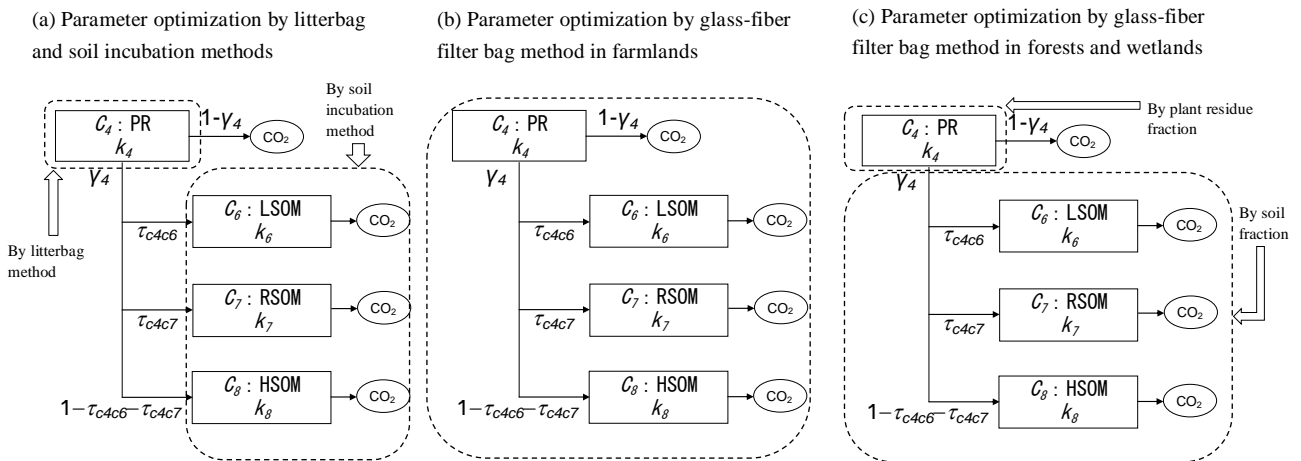 (a) Parameter optimization by litterbag
and soil incubation methods
By soil
incubation
method
C4 : PR
k4
1-γ4
CO2
γ4
By litterbag
method
τc4c6
C6 : LSOM
k6
CO2
τc4c7
C7 : RSOM
k7
CO2
1-τc4c6-τc4c7
C8 : HSOM
k8
CO2
(b) Parameter optimization by glass-fiber
filter bag method in farmlands
C4 : PR
k4
1-γ4
CO2
γ4
τc4c6
C6 : LSOM
k6
CO2
τc4c7
C7 : RSOM
k7
CO2
1-τc4c6-τc4c7
C8 : HSOM
k8
CO2
(c) Parameter optimization by glass-fiber
filter bag method in forests and wetlands
By plant residue
fraction
C4 : PR
k4
1-γ4
CO2
γ4
τc4c6
C6 : LSOM
k6
CO2
By soil
fraction
τc4c7
C7 : RSOM
k7
CO2
1-τc4c6-τc4c7
C8 : HSOM
k8
CO2